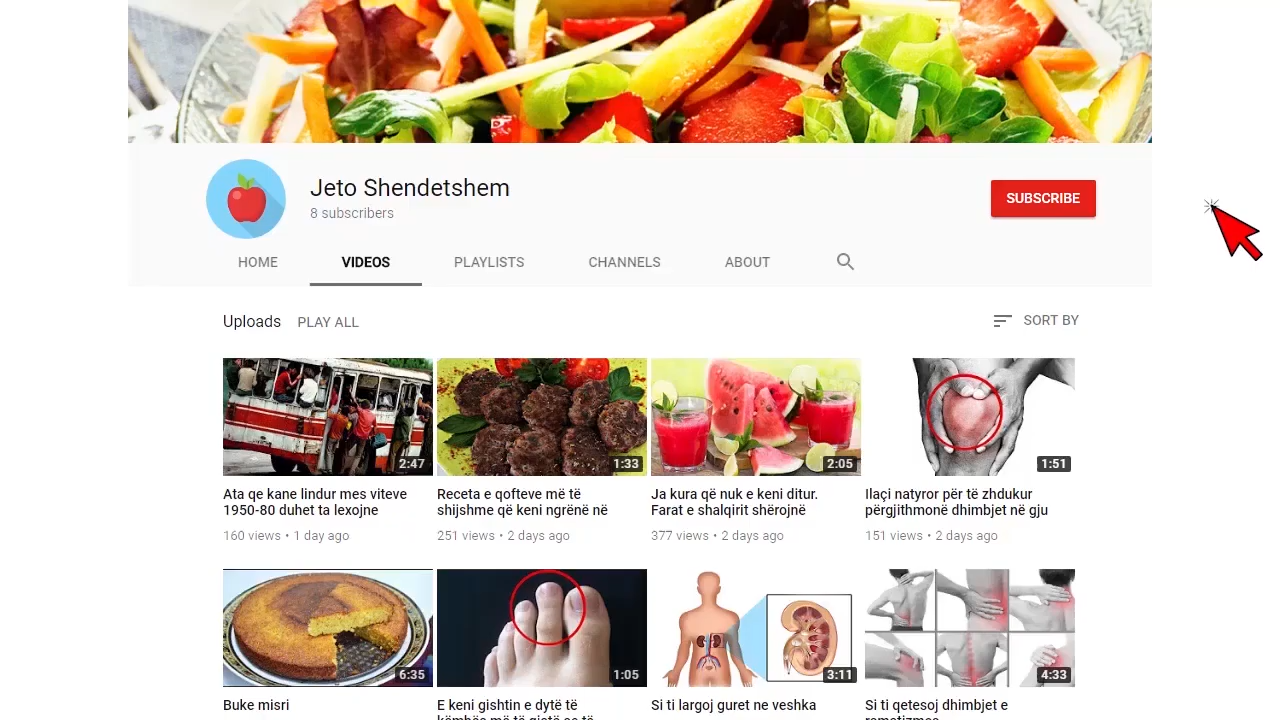 Jeto Shendetshem
8 subscribers
SUBSCRIBE
HOME
VIDEOS
PLAYLISTS
CHANNELS
ABOUT
Uploads
PLAY ALL
SORT BY
2:47
1:33
2:05
1:51
Ata qe kane lindur mes viteve
1950-80 duhet ta lexojne
160 views • 1 day ago
Receta e qofteve më të
shijshme që keni ngrënë në
251 views • 2 days ago
Ja kura që nuk e keni ditur.
Farat e shalqirit shërojnë
377 views • 2 days ago
Ilaçi natyror për të zhdukur
përgjithmonë dhimbjet në gju
151 views • 2 days ago
6:35
1:05
3:11
4:33
Buke misri
E keni gishtin e dytë të
Si ti largoj guret ne veshka
Si ti qetesoj dhimbjet e